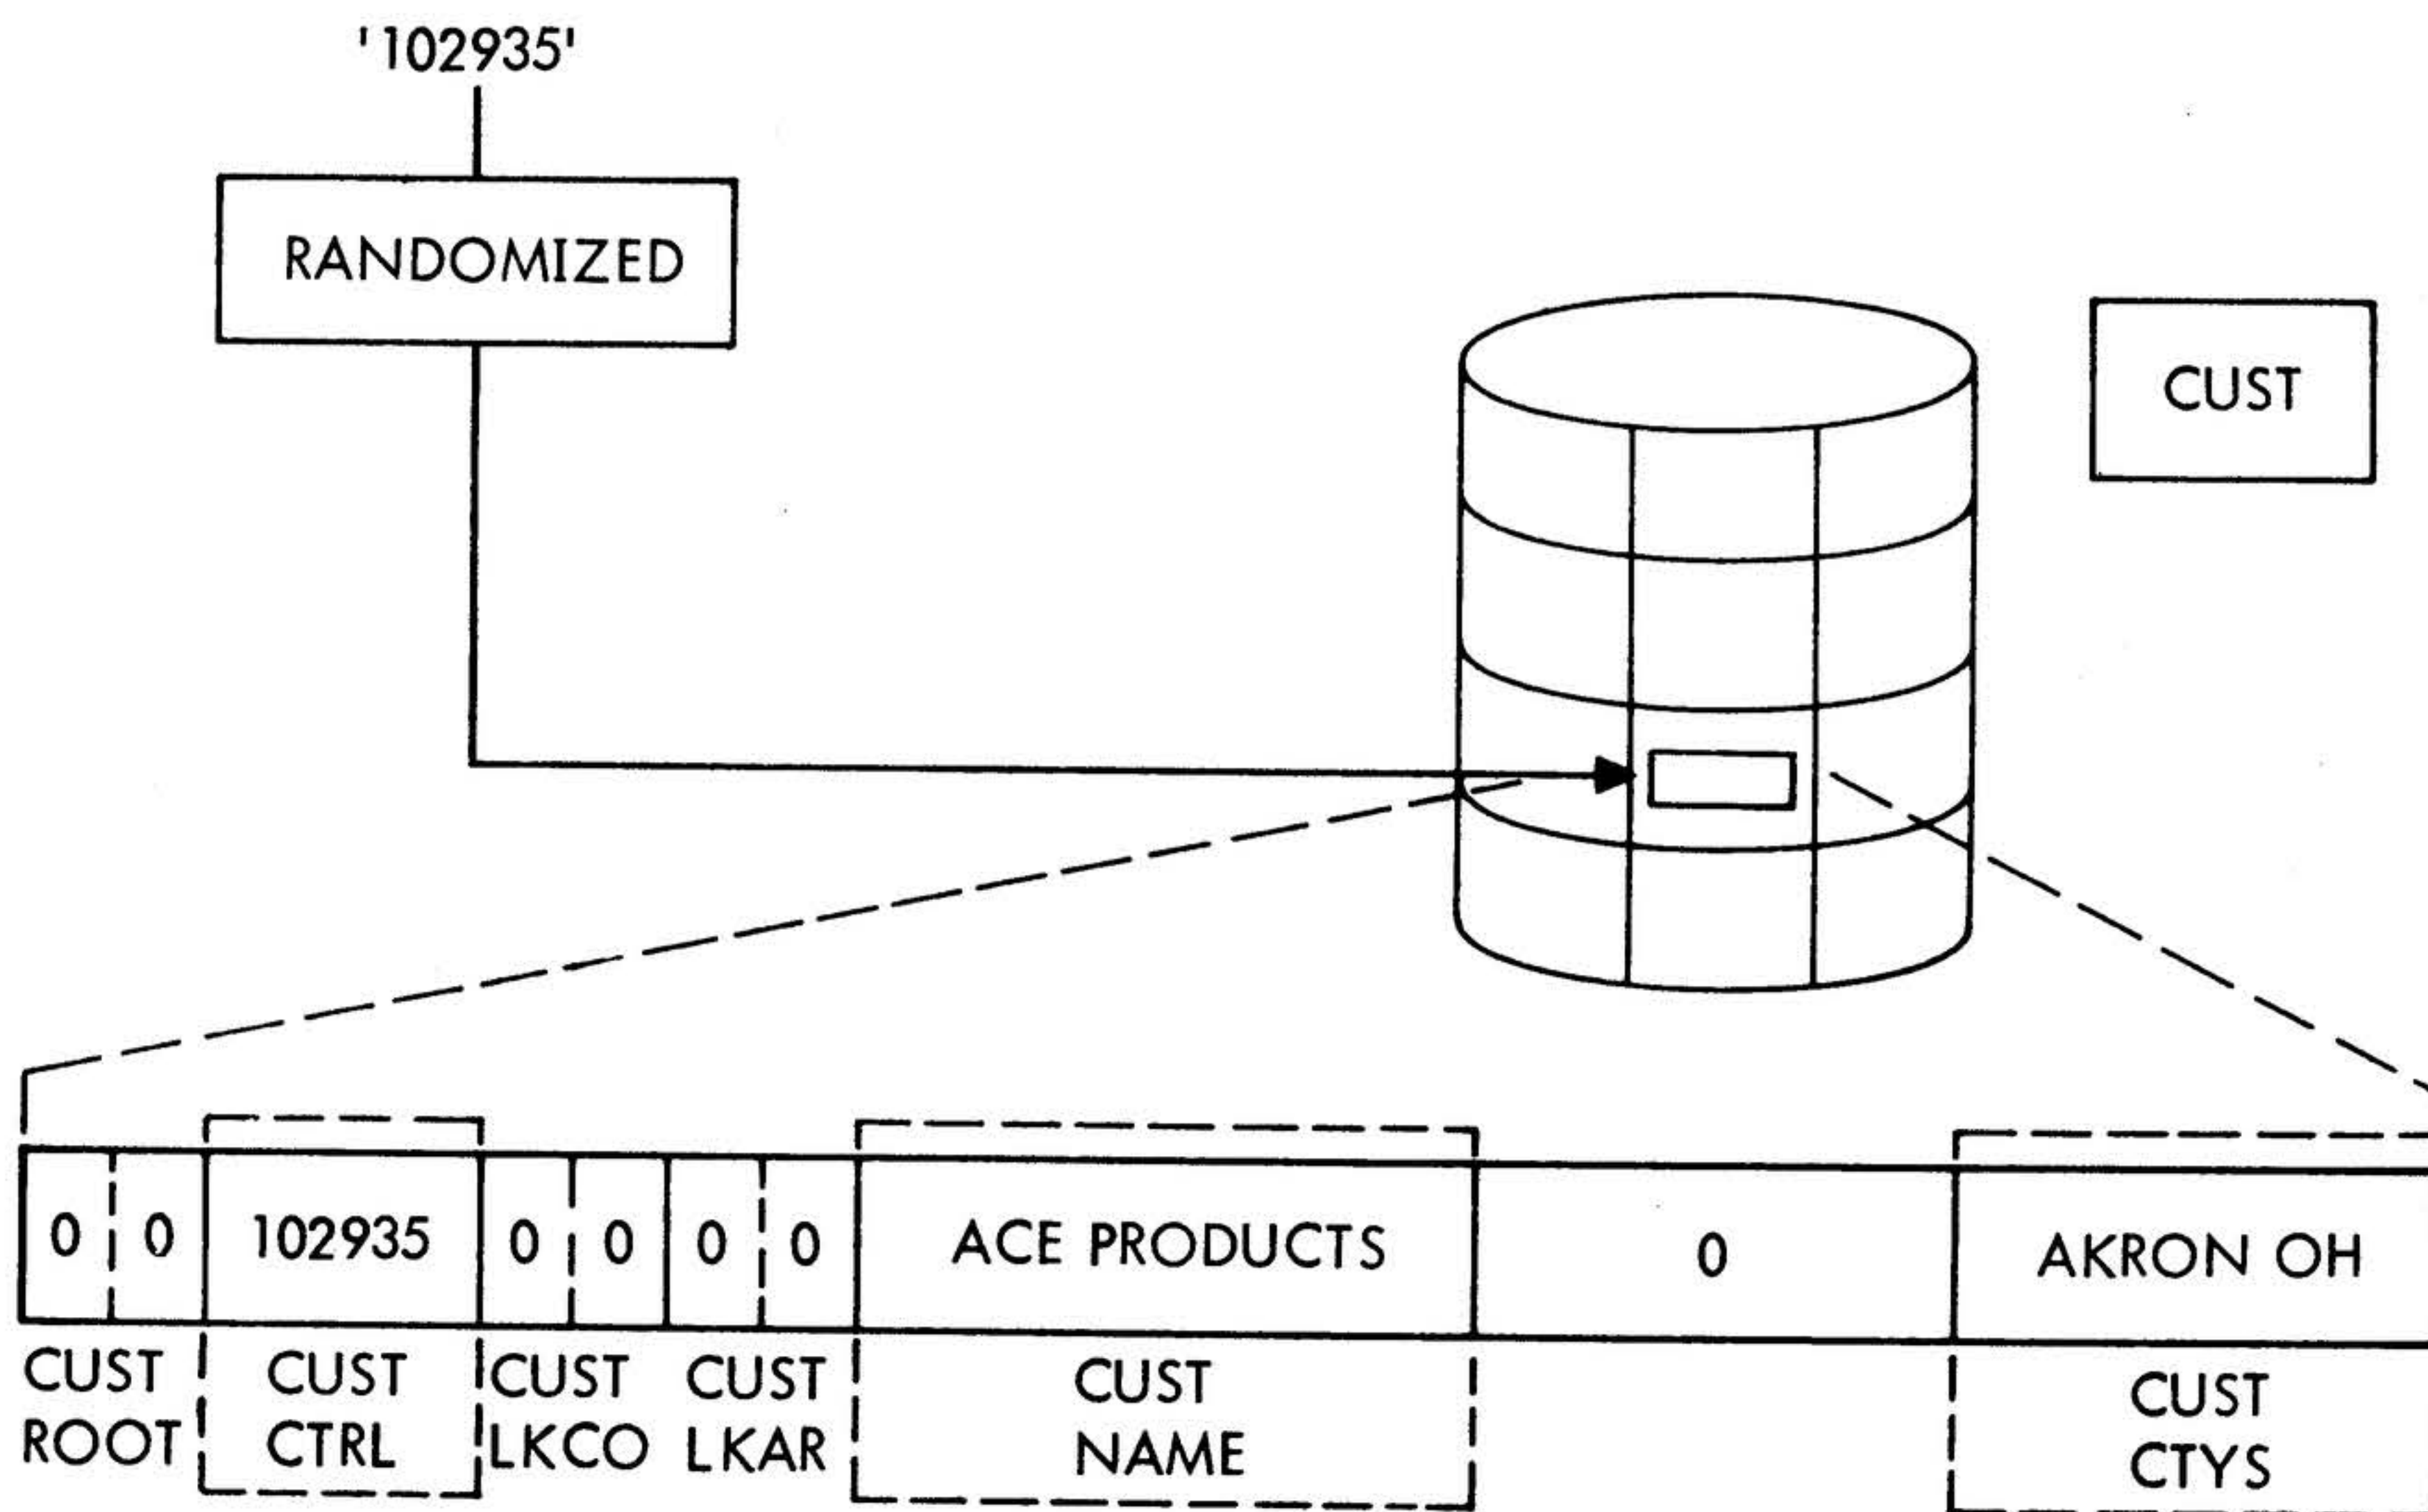 '102935'
RANDOMIZED
CUST
0 0 102935 0 0 0 0 ACE PRODUCTS 0 AKRON OH
CUST CUST CUST CUST CUST CUST
ROOT CTRL LKCO LKAR NAME CTYS